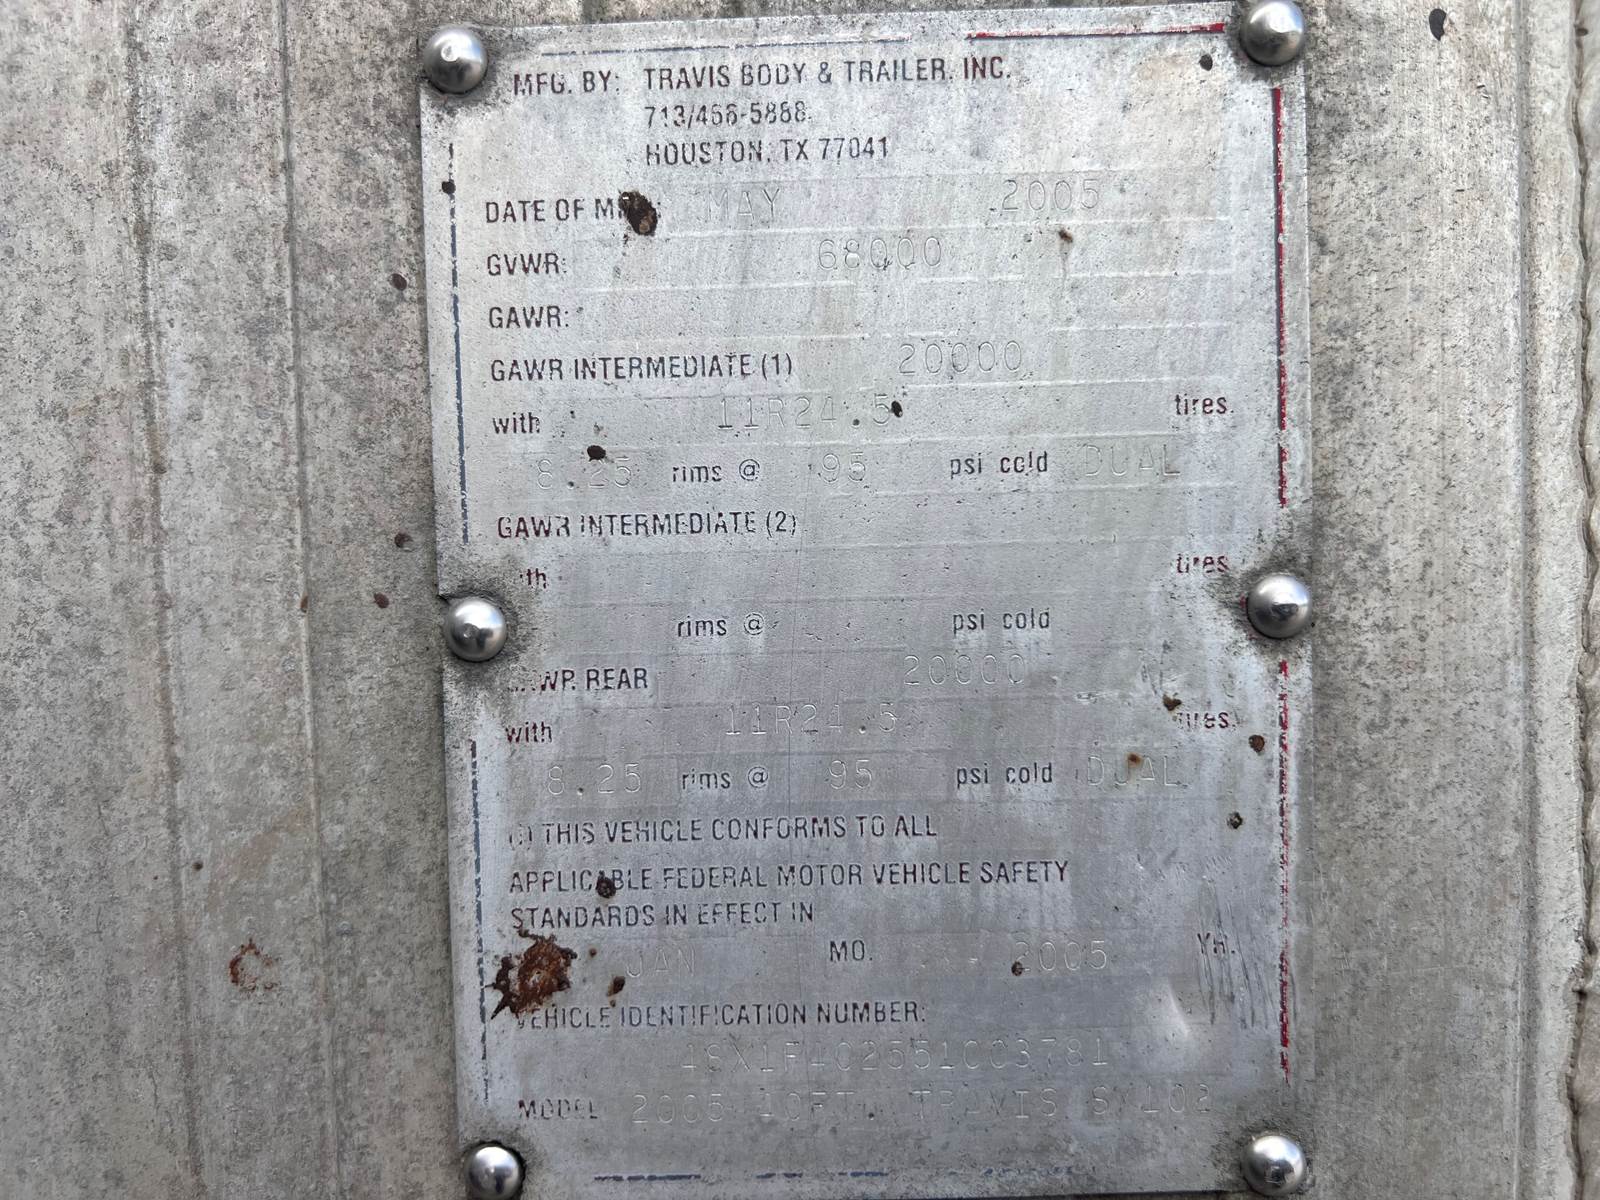 MFG. BY: TRAVIS BODY & TRAILER, INC.
713/466-5888
HOUSTON, TX 77041
DATE OF MAY 2005
GVWR: 68000
GAWR:
GAWR INTERMEDIATE (1) 20000
with 11R24.5 tires.
8.25 rims @ 95 psi cold DUAL
GAWR INTERMEDIATE (2)
tires
rims @ psi cold
GAWR REAR 20000
with 11R24.5 tires.
8.25 rims @ 95 psi cold DUAL
THIS VEHICLE CONFORMS TO ALL
APPLICABLE FEDERAL MOTOR VEHICLE SAFETY
STANDARDS IN EFFECT IN
JAN MO. 2005 YR.
VEHICLE IDENTIFICATION NUMBER:
MODEL 2005 TRAVIS